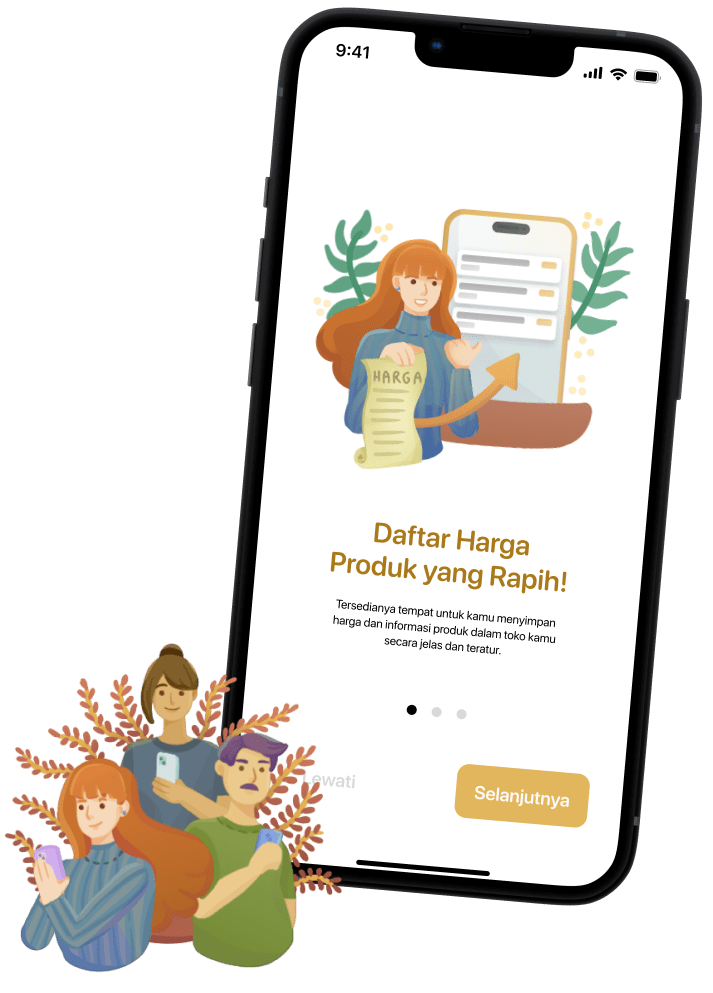 9:41
HARGA
Daftar Harga
Produk yang Rapih!
Tersedianya tempat untuk kamu menyimpan
harga dan informasi produk dalam toko kamu
secara jelas dan teratur.
Lewati
Selanjutnya